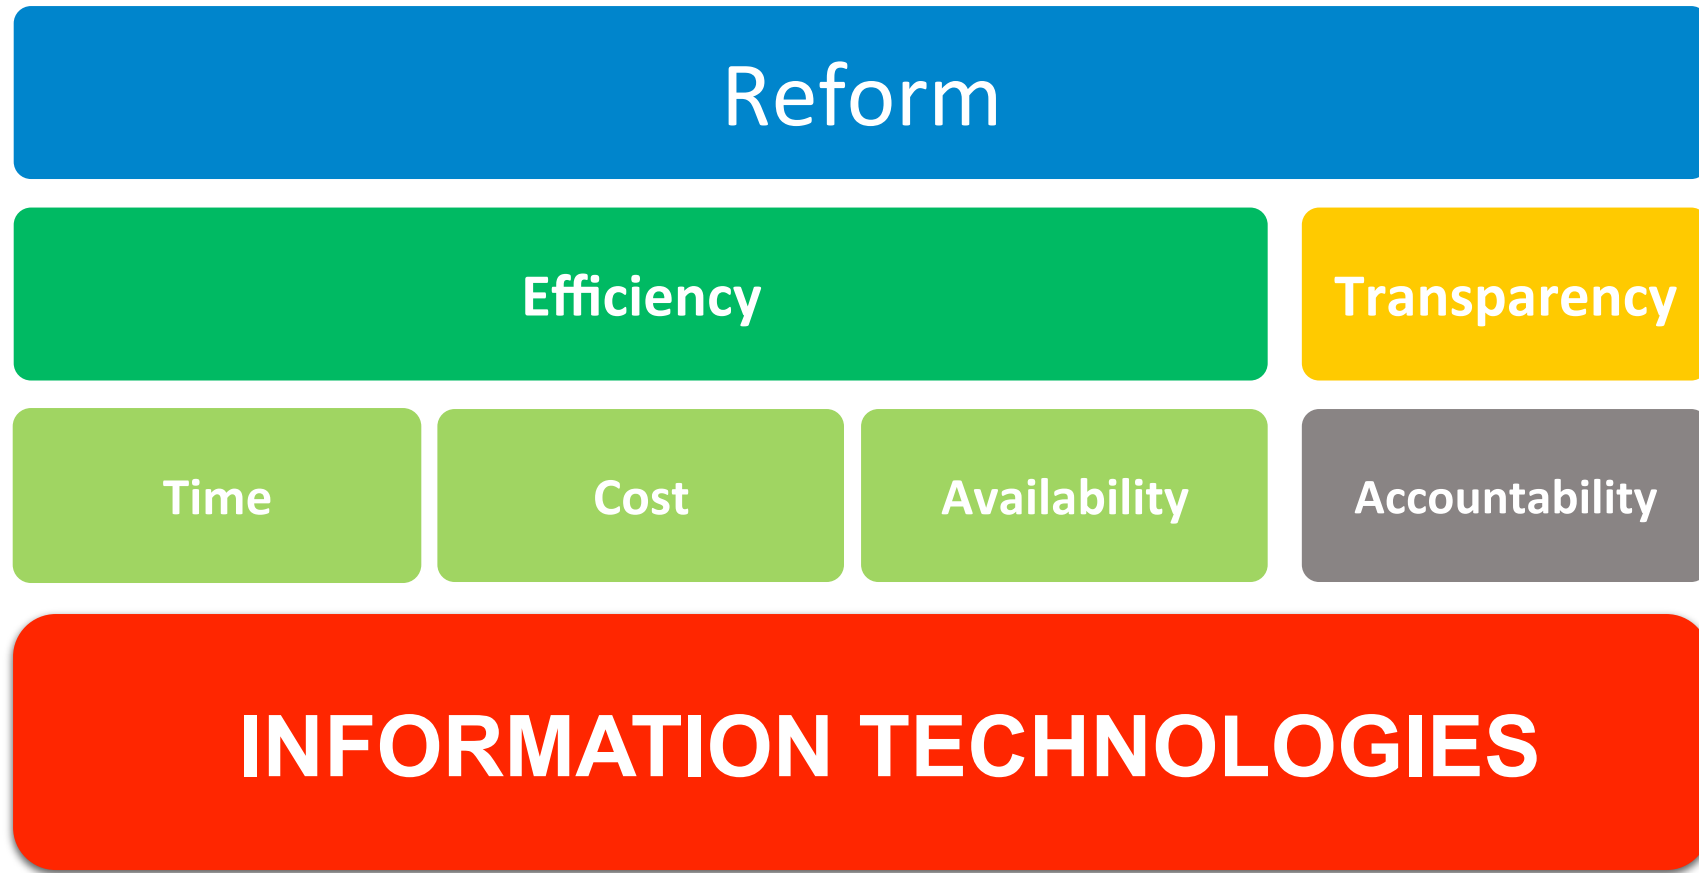 Reform
Efficiency
Transparency
Time
Cost
Availability
Accountability
INFORMATION TECHNOLOGIES